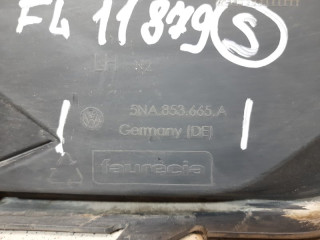 FL 11879 S
5NA.853.665.A
Germany (DE)
faurecia